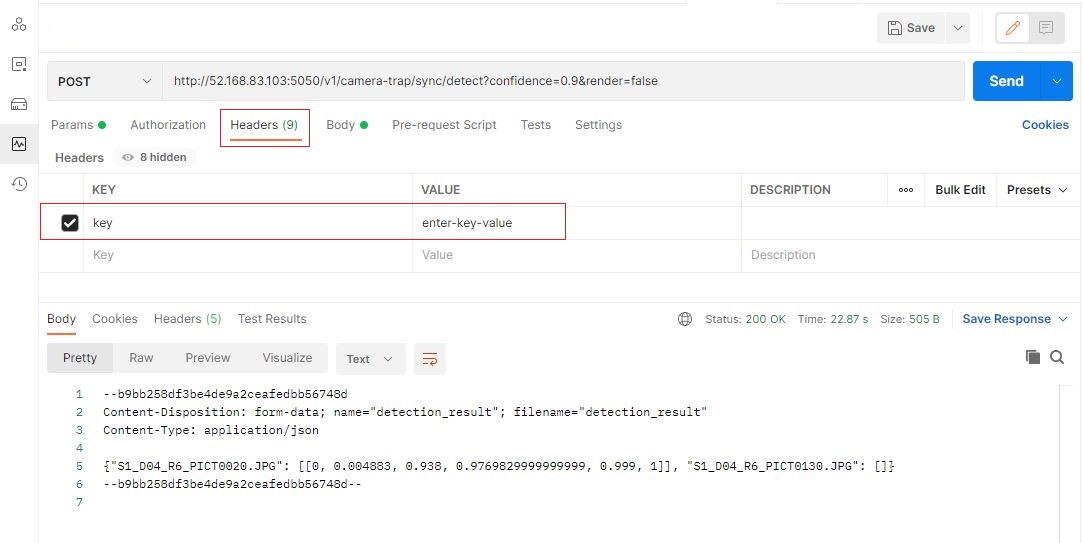 Save
POST http://52.168.83.103:5050/v1/camera-trap/sync/detect?confidence=0.9&render=false Send
Params Authorization Headers (9) Body Pre-request Script Tests Settings Cookies
Headers 8 hidden
KEY VALUE DESCRIPTION ooo Bulk Edit Presets
key enter-key-value
Key Value Description
Body Cookies Headers (5) Test Results Status: 200 OK Time: 22.87 s Size: 505 B Save Response
Pretty Raw Preview Visualize Text
1 --b9bb258df3be4de9a2ceafedbb56748d
2 Content-Disposition: form-data; name="detection_result"; filename="detection_result"
3 Content-Type: application/json
4
5 {"S1_D04_R6_PICT0020.JPG": [[0, 0.004883, 0.938, 0.9769829999999999, 0.999, 1]], "S1_D04_R6_PICT0130.JPG": []}
6 --b9bb258df3be4de9a2ceafedbb56748d--
7